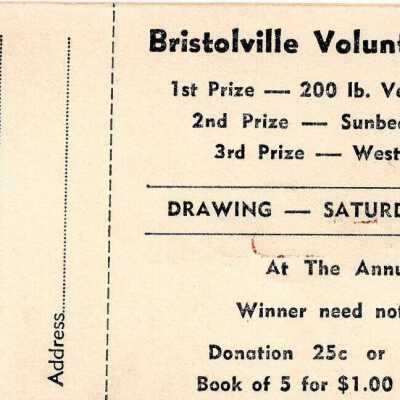 Address
Bristolville Volunt
1st Prize — 200 lb. Ve
2nd Prize — Sunbe
3rd Prize — West
DRAWING — SATURD
At The Annu
Winner need not
Donation 25c or
Book of 5 for $1.00